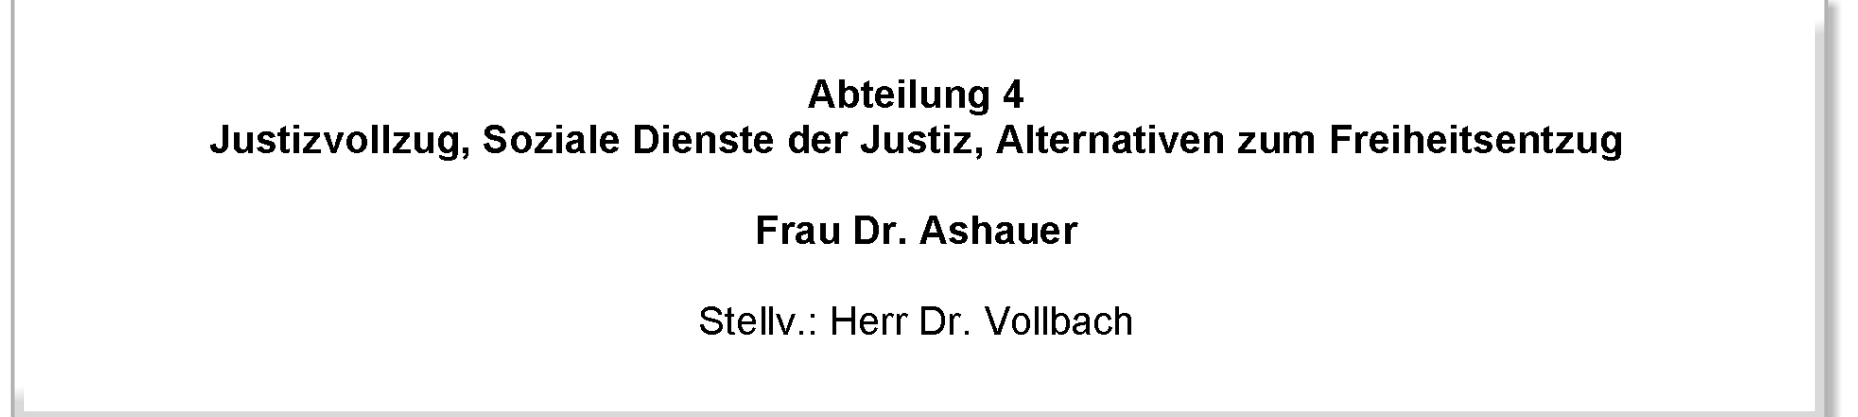 Abteilung 4
Justizvollzug, Soziale Dienste der Justiz, Alternativen zum Freiheitsentzug
Frau Dr. Ashauer
Stellv.: Herr Dr. Vollbach